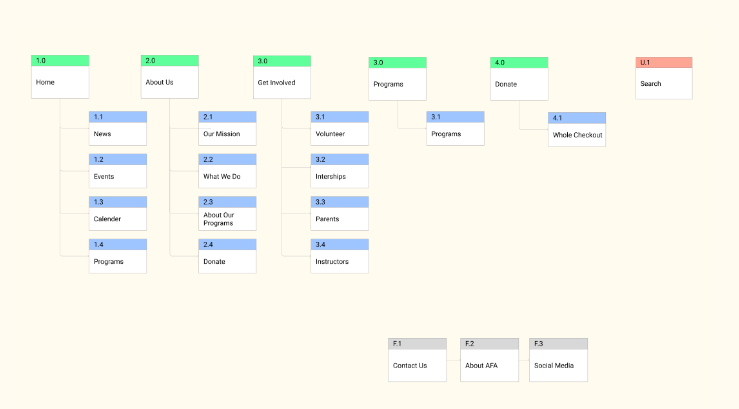 1.0
Home
1.1
News
1.2
Events
1.3
Calender
1.4
Programs
2.0
About Us
2.1
Our Mission
2.2
What We Do
2.3
About Our
Programs
2.4
Donate
3.0
Get Involved
3.1
Volunteer
3.2
Interships
3.3
Parents
3.4
Instructors
3.0
Programs
3.1
Programs
4.0
Donate
4.1
Whole Checkout
U.1
Search
F.1
Contact Us
F.2
About AFA
F.3
Social Media